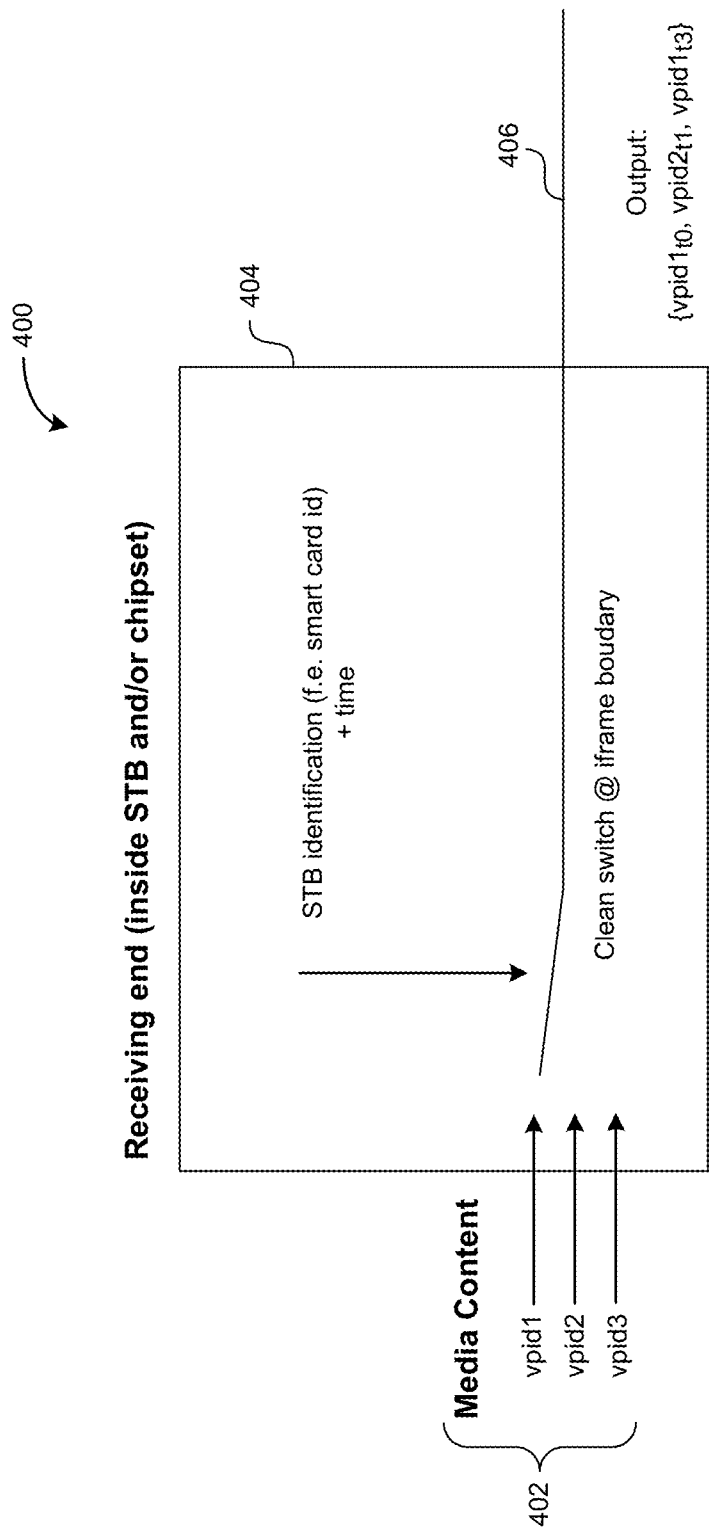 400
Receiving end (inside STB and/or chipset)
404
STB identification (f.e. smart card id)
+ time
406
Media Content
vpid1
vpid2
vpid3
402
Clean switch @ iframe boudary
Output:
{vpid1t0, vpid2t1, vpid1t3}